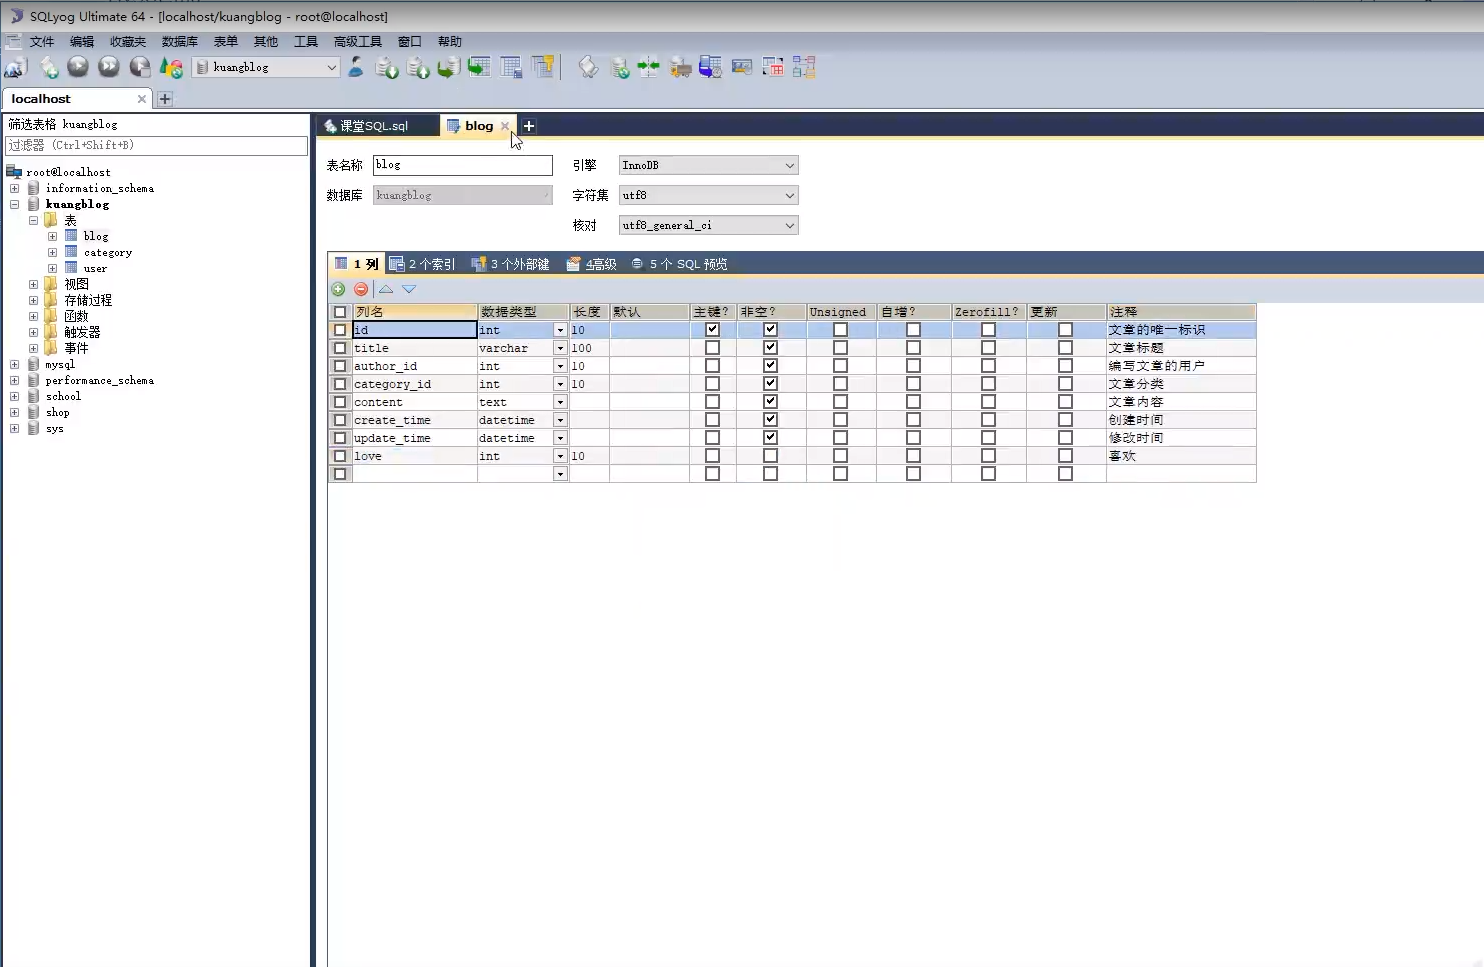 SQLyog Ultimate 64 - [localhost/kuangblog - root@localhost]
文件 编辑 收藏夹 数据库 表单 其他 工具 高级工具 窗口 帮助
kuangblog
localhost
筛选表格 kuangblog
过滤器 (Ctrl+Shift+B)
root@localhost
information_schema
kuangblog
表
blog
category
user
视图
存储过程
函数
触发器
事件
mysql
performance_schema
school
shop
sys
课堂SQL.sql blog
表名称 blog 引擎 InnoDB
数据库 kuangblog 字符集 utf8
核对 utf8_general_ci
1 列 2 个索引 3 个外部键 4高级 5 个 SQL 预览
列名 数据类型 长度 默认 主键? 非空? Unsigned 自增? Zerofill? 更新 注释
id int 10 文章的唯一标识
title varchar 100 文章标题
author_id int 10 编写文章的用户
category_id int 10 文章分类
content text 文章内容
create_time datetime 创建时间
update_time datetime 修改时间
love int 10 喜欢